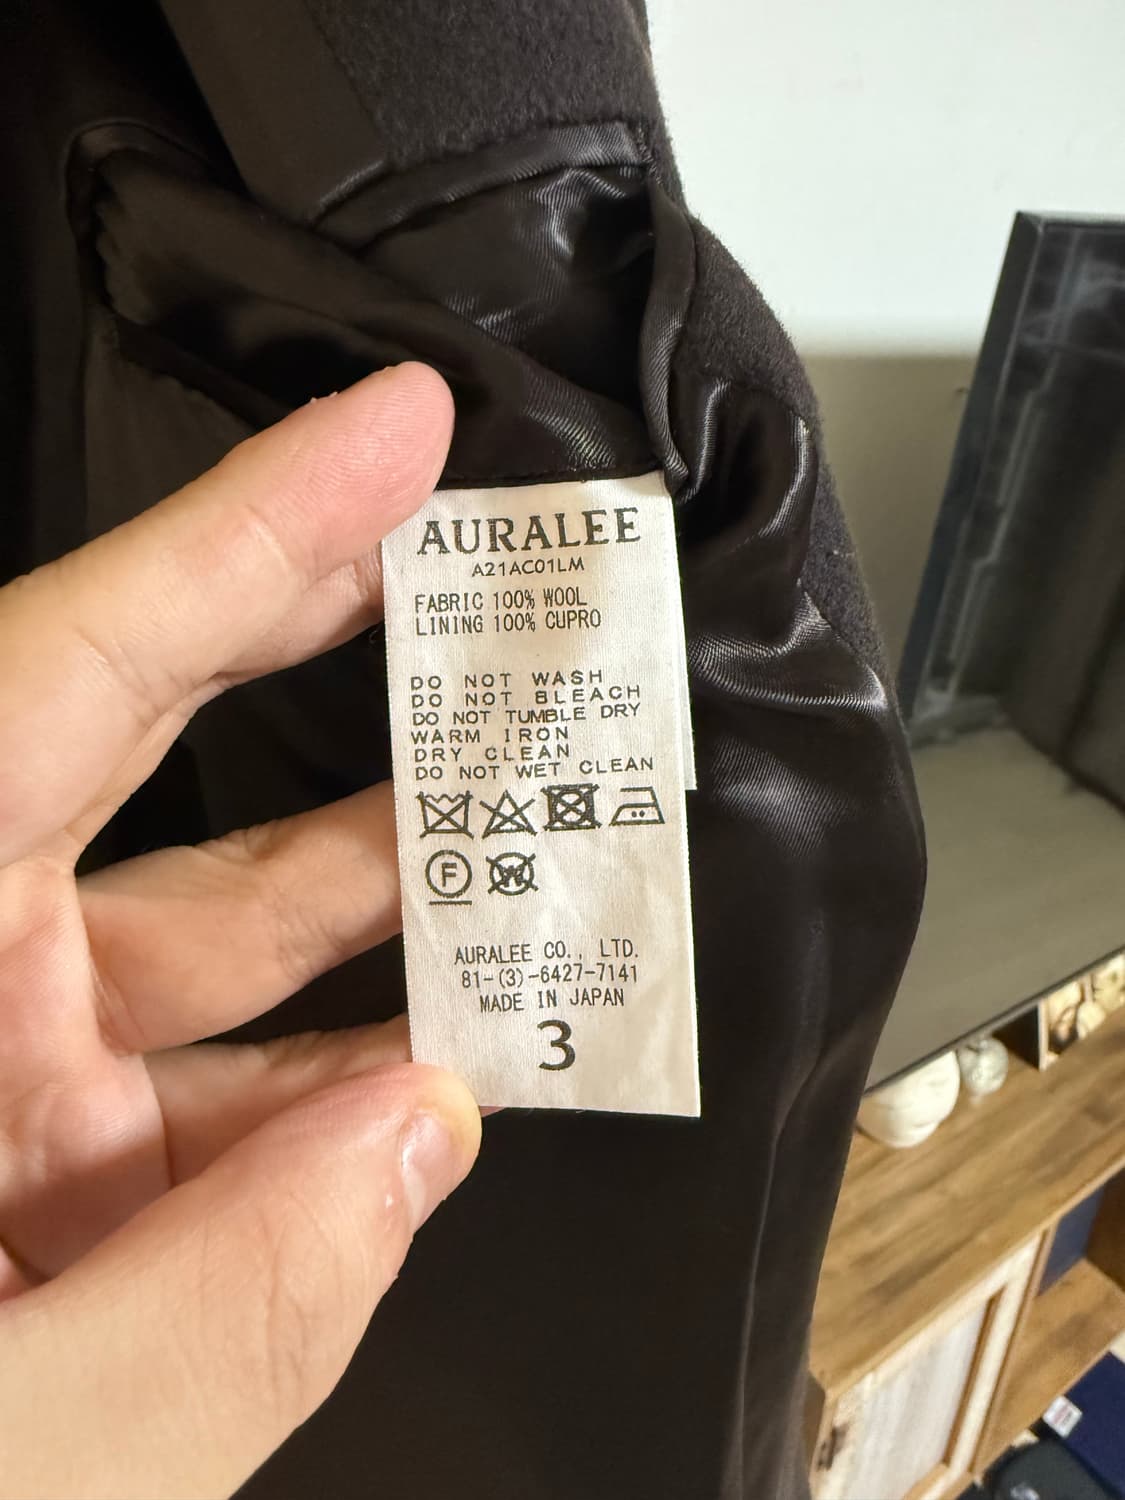 AURALEE
A21AC01LM
FABRIC 100% WOOL
LINING 100% CUPRO
DO NOT WASH
DO NOT BLEACH
DO NOT TUMBLE DRY
WARM IRON
DRY CLEAN
DO NOT WET CLEAN
F W
AURALEE CO., LTD.
81-(3)-6427-7141
MADE IN JAPAN
3